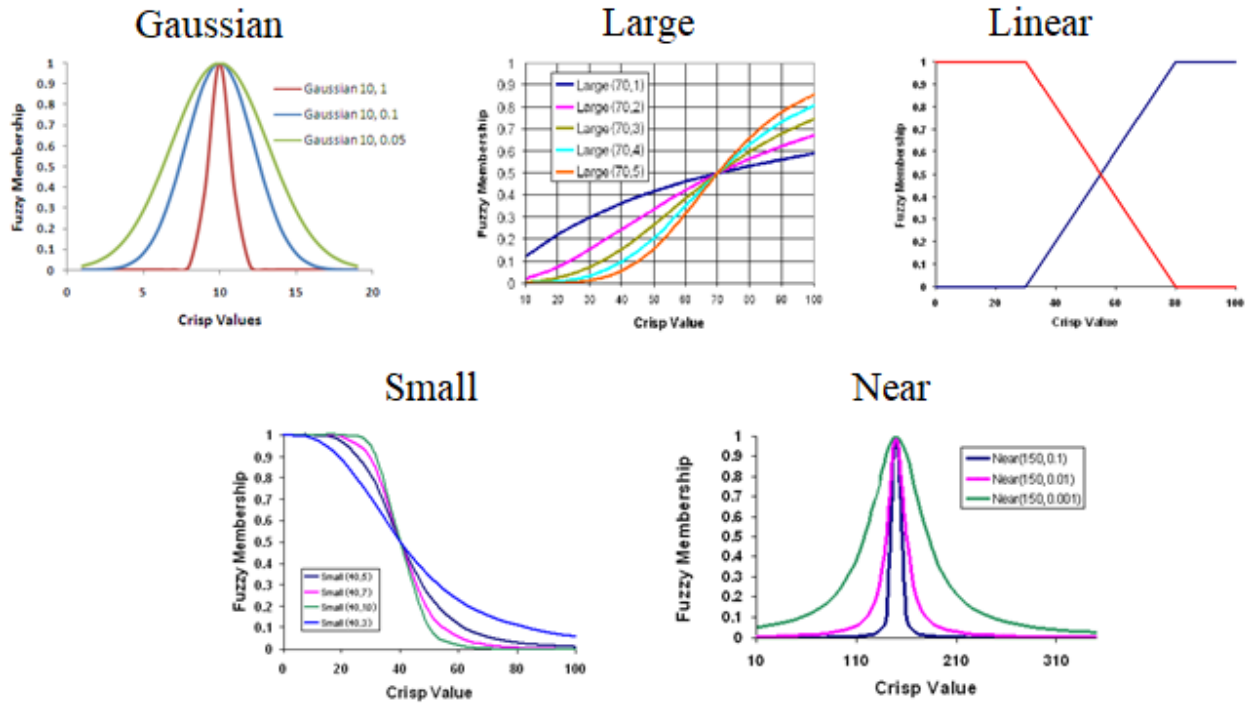 Gaussian
Large
Linear
Fuzzy Membership
1
0.9
0.8
0.7
0.6
0.5
0.4
0.3
0.2
0.1
0
0 5 10 15 20
Crisp Values
Gaussian 10, 1
Gaussian 10, 0.1
Gaussian 10, 0.05
Fuzzy Membership
1
0.9
0.8
0.7
0.6
0.5
0.4
0.3
0.2
0.1
0
10 20 30 40 50 60 70 80 90 100
Crisp Value
Large (70,1)
Large (70,2)
Large (70,3)
Large (70,4)
Large (70,5)
Fuzzy Membership
1
0.9
0.8
0.7
0.6
0.5
0.4
0.3
0.2
0.1
0
0 20 40 60 80 100
Crisp Value
Small
Near
Fuzzy Membership
1
0.9
0.8
0.7
0.6
0.5
0.4
0.3
0.2
0.1
0
0 20 40 60 80 100
Crisp Value
Small (40,5)
Small (40,7)
Small (40,10)
Small (40,3)
Fuzzy Membership
1
0.9
0.8
0.7
0.6
0.5
0.4
0.3
0.2
0.1
0
10 110 210 310
Crisp Value
Near(150,0.1)
Near(150,0.01)
Near(150,0.001)